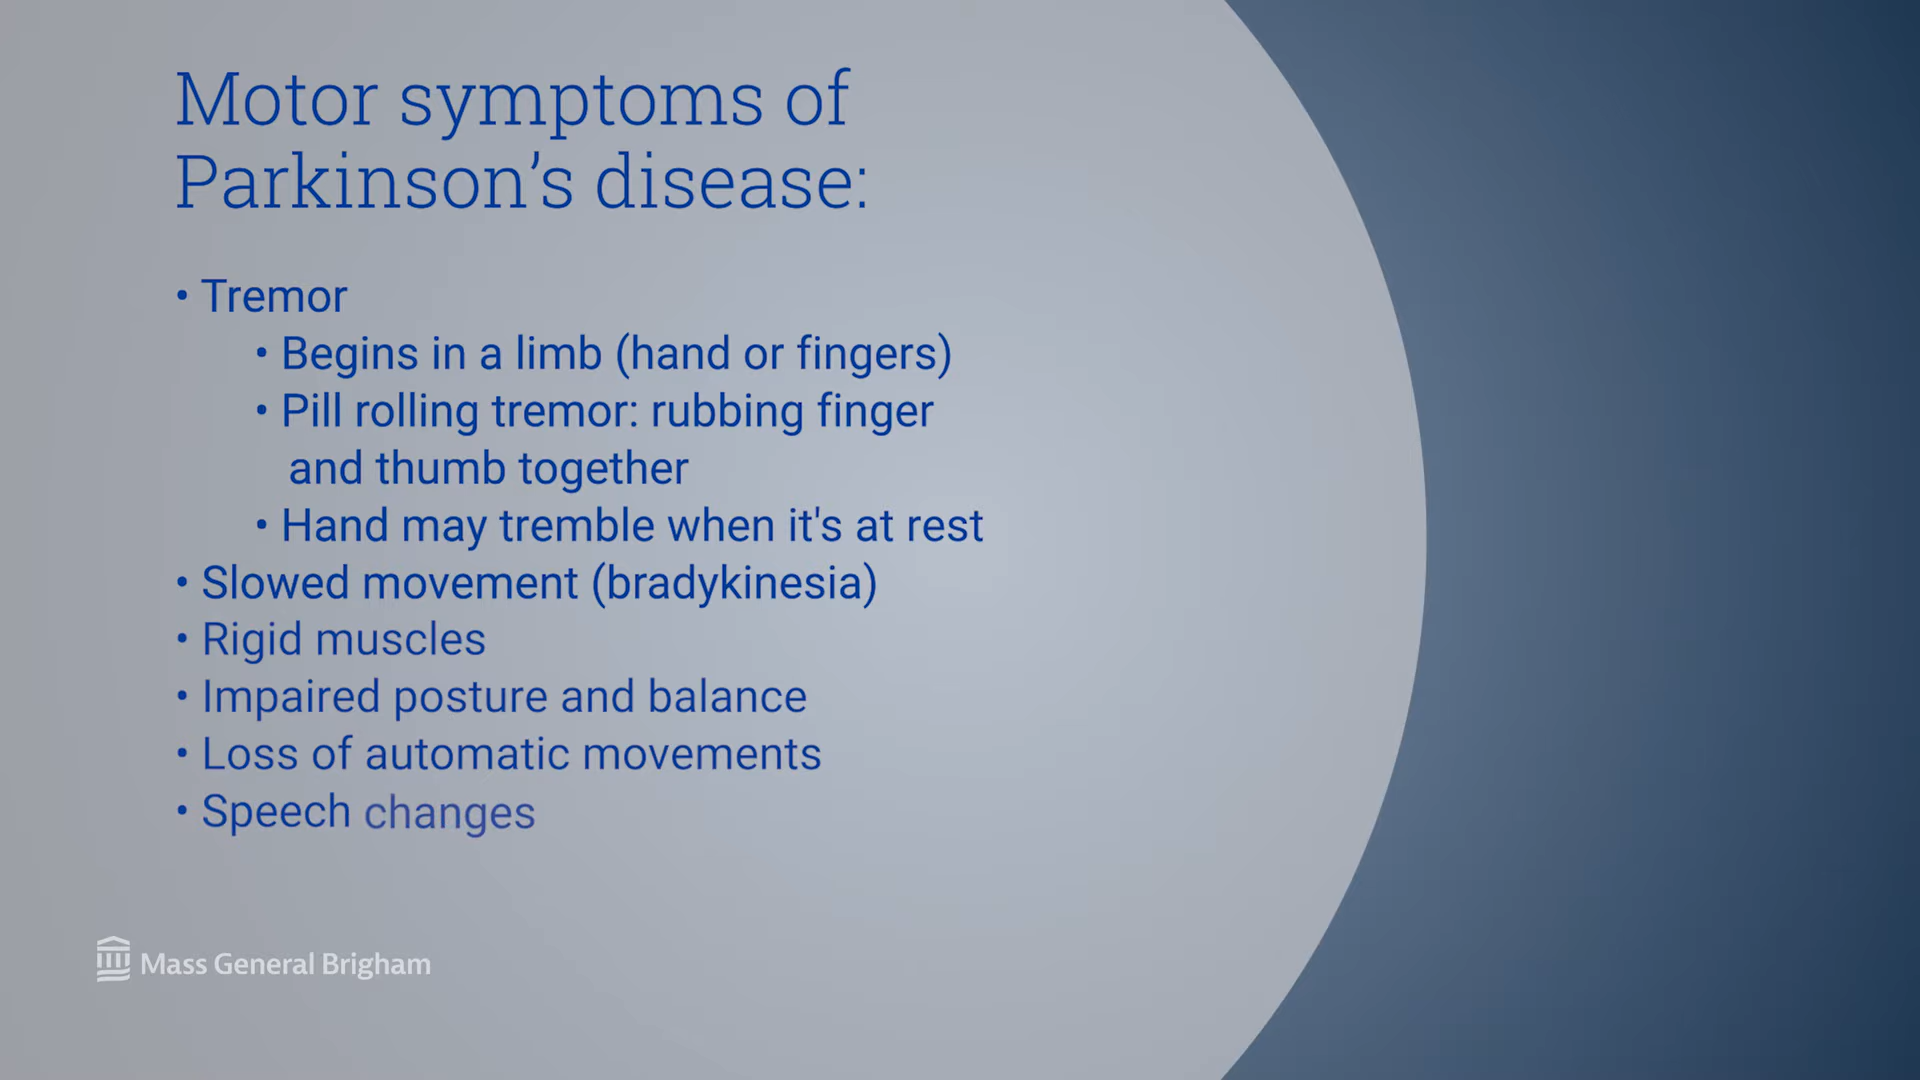 Motor symptoms of
Parkinson’s disease:
• Tremor
• Begins in a limb (hand or fingers)
• Pill rolling tremor: rubbing finger
and thumb together
• Hand may tremble when it's at rest
• Slowed movement (bradykinesia)
• Rigid muscles
• Impaired posture and balance
• Loss of automatic movements
• Speech changes
Mass General Brigham